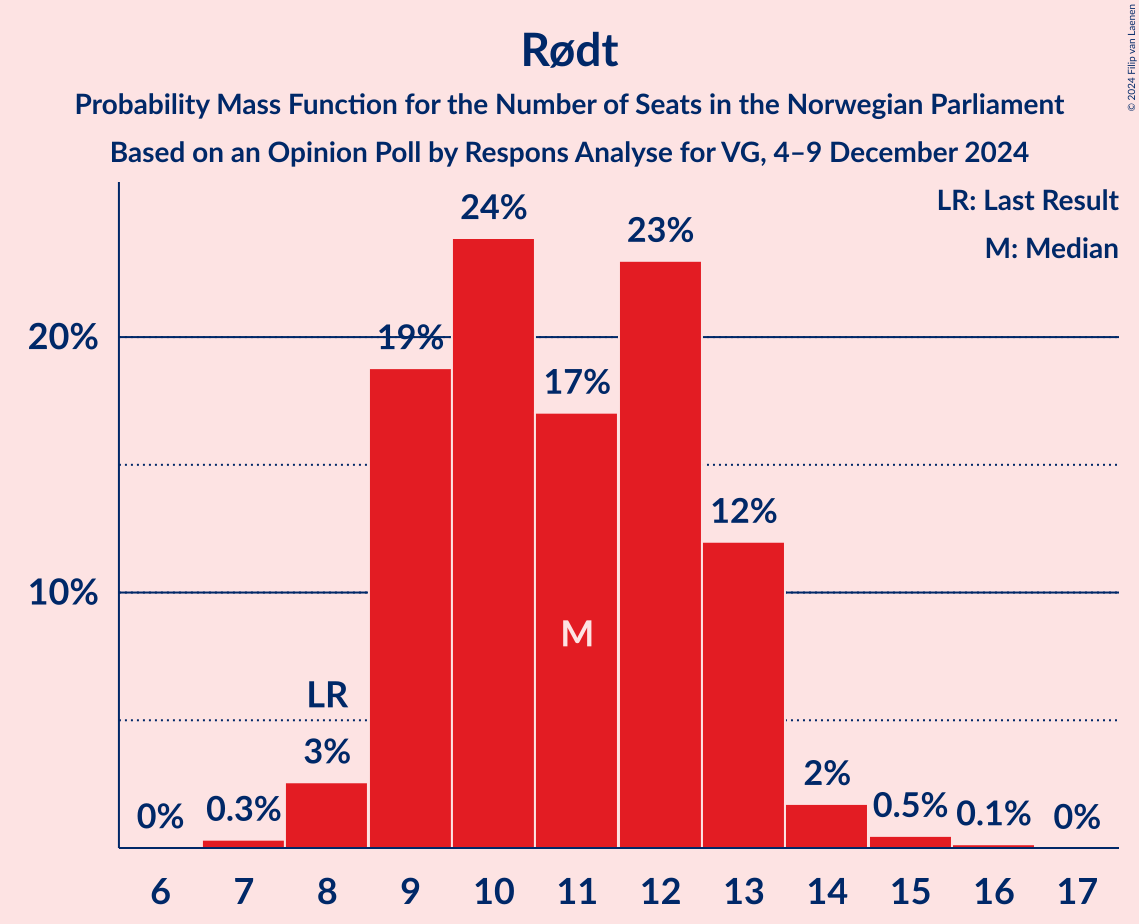 © 2024 Filip van Laenen
Rødt
Probability Mass Function for the Number of Seats in the Norwegian Parliament
Based on an Opinion Poll by Respons Analyse for VG, 4–9 December 2024
LR: Last Result
M: Median
20%
10%
0%
0.3%
LR
3%
19%
24%
17%
M
23%
12%
2%
0.5%
0.1%
0%
6 7 8 9 10 11 12 13 14 15 16 17